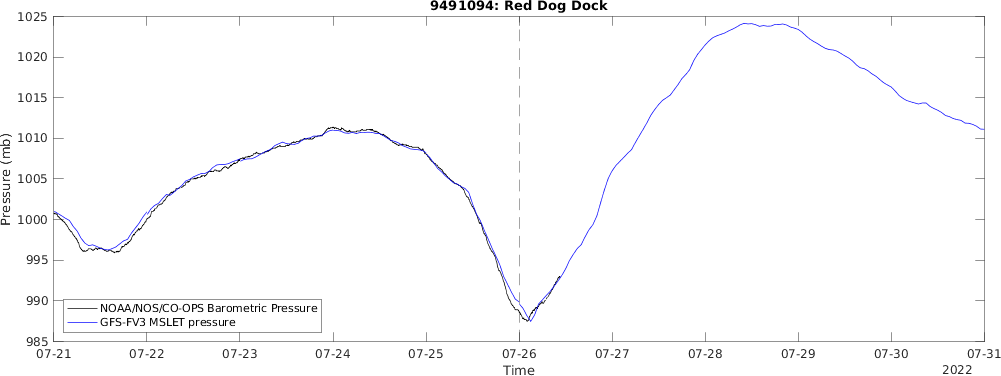 9491094: Red Dog Dock
Pressure (mb)
1025
1020
1015
1010
1005
1000
995
990
985
NOAA/NOS/CO-OPS Barometric Pressure
GFS-FV3 MSLET pressure
07-21 07-22 07-23 07-24 07-25 07-26 07-27 07-28 07-29 07-30 07-31
Time
2022